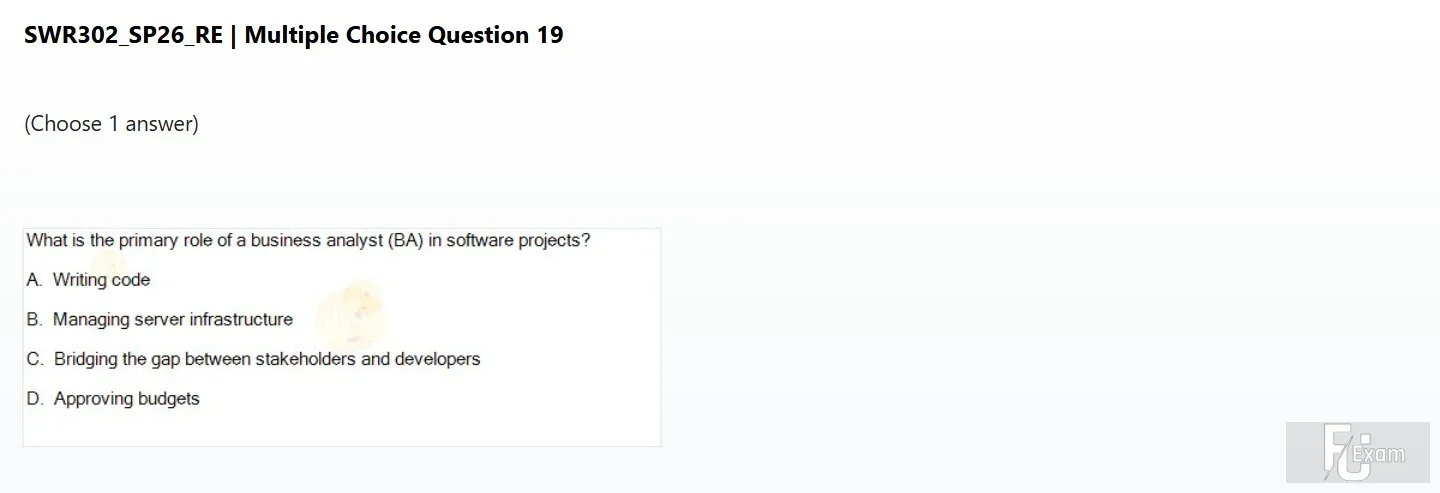 SWR302_SP26_RE | Multiple Choice Question 19
(Choose 1 answer)
What is the primary role of a business analyst (BA) in software projects?
A. Writing code
B. Managing server infrastructure
C. Bridging the gap between stakeholders and developers
D. Approving budgets
FU Exam